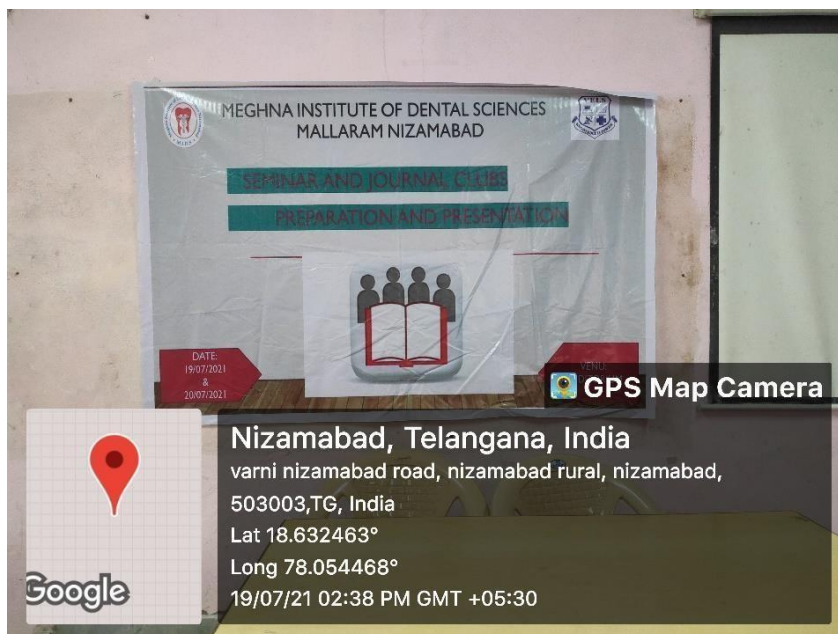 MEGHNA INSTITUTE OF DENTAL SCIENCES
MALLARAM NIZAMABAD
SEMINAR AND JOURNAL CLUBS
PREPARATION AND PRESENTATION
DATE:
19/07/2021
&
20/07/2021
VENU:
GPS Map Camera
Nizamabad, Telangana, India
varni nizamabad road, nizamabad rural, nizamabad,
503003,TG, India
Lat 18.632463°
Long 78.054468°
19/07/21 02:38 PM GMT +05:30
Google